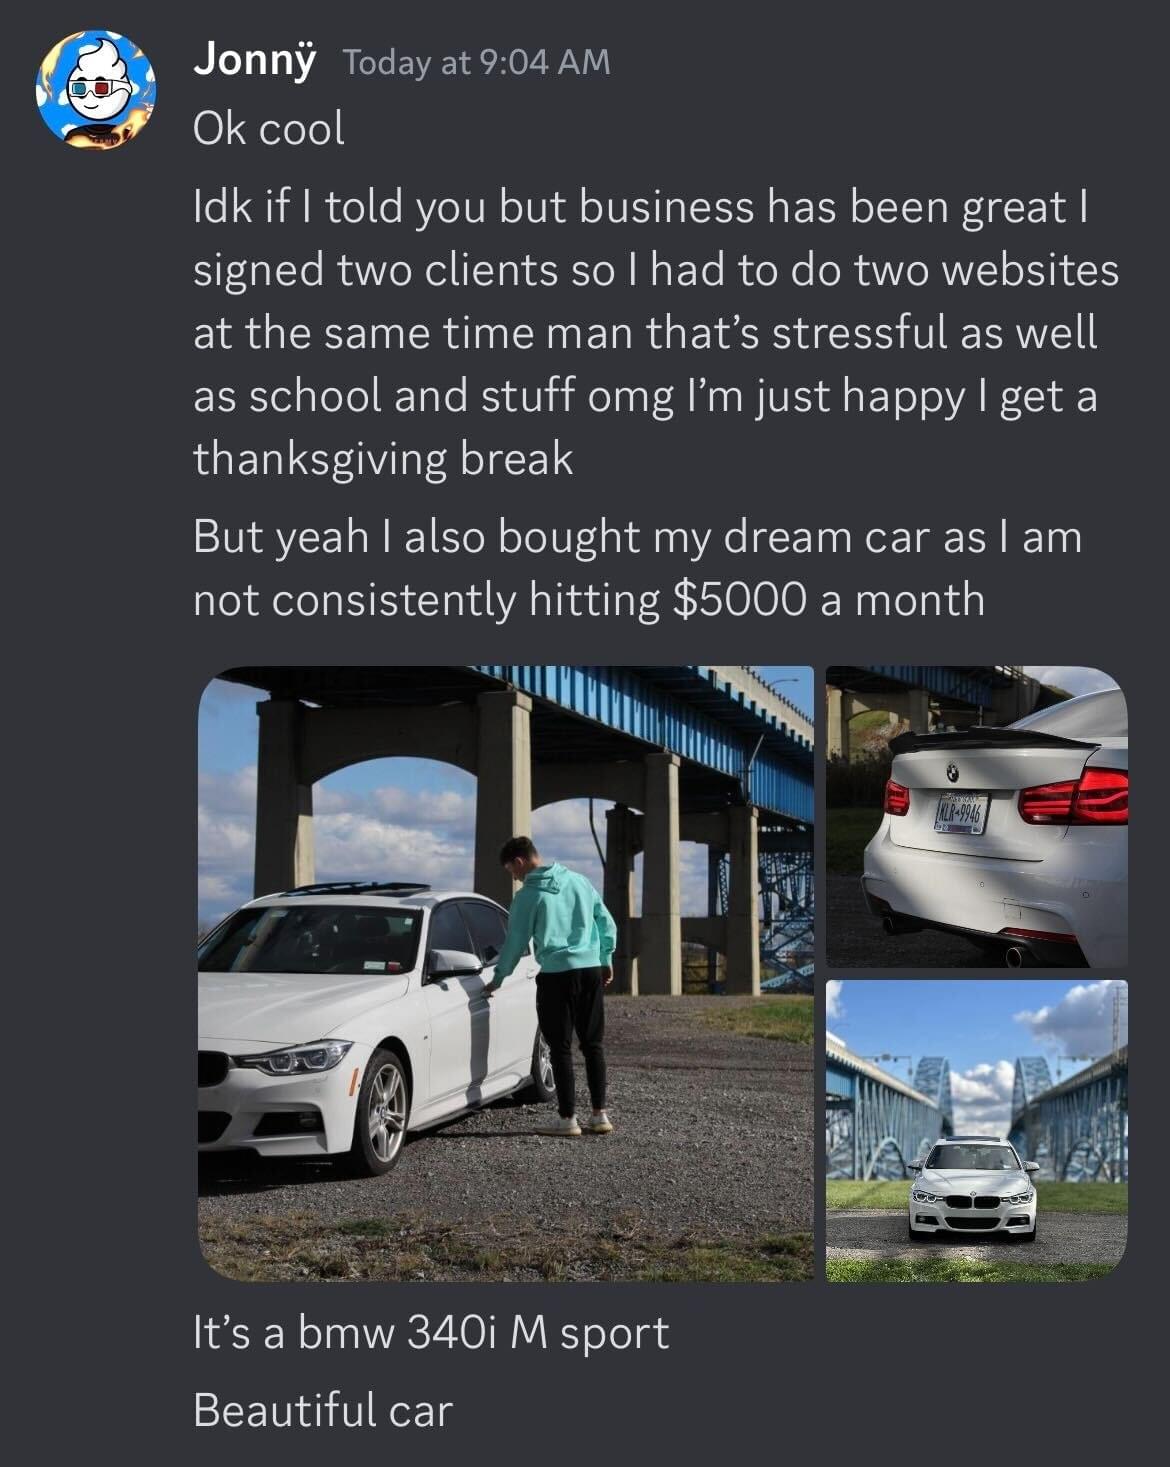 Jonnÿ Today at 9:04 AM
Ok cool
Idk if I told you but business has been great I
signed two clients so I had to do two websites
at the same time man that’s stressful as well
as school and stuff omg I’m just happy I get a
thanksgiving break
But yeah I also bought my dream car as I am
not consistently hitting $5000 a month
KLR-9946
It’s a bmw 340i M sport
Beautiful car